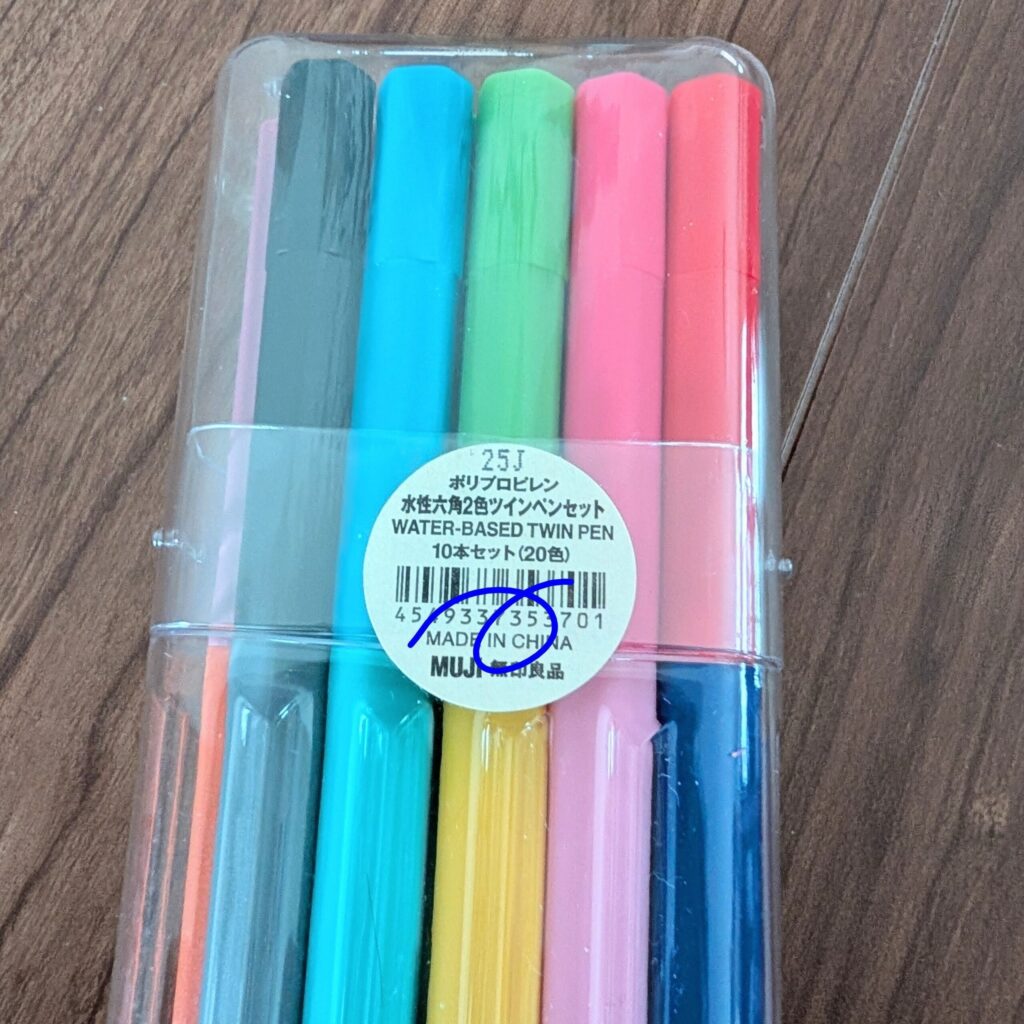 25J
ポリプロピレン
水性六角2色ツインペンセット
WATER-BASED TWIN PEN
10本セット(20色)
4549337353701
MADE IN CHINA
MUJI 無印良品